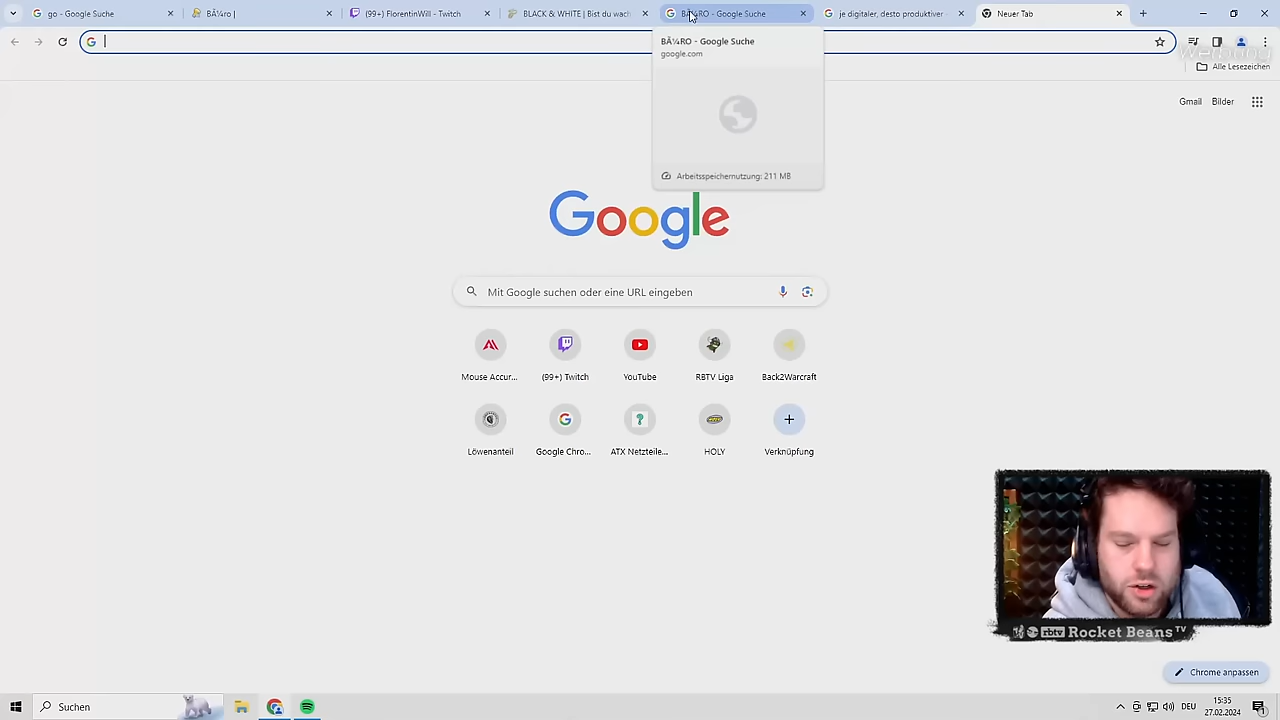 go - Google Suche
BÃ¼ro |
(99+) FlorentinWill - Twitch
BLACK & WHITE | Bist du wach
BÃ¼RO - Google Suche
je digitaler, desto produktiver
Neuer Tab
BÃ¼RO - Google Suche
google.com
Arbeitsspeichernutzung: 211 MB
Werbung
Alle Lesezeichen
Gmail
Bilder
Google
Mit Google suchen oder eine URL eingeben
Mouse Accur...
(99+) Twitch
YouTube
RBTV Liga
Back2Warcraft
Löwenanteil
Google Chro...
ATX Netzteile...
HOLY
Verknüpfung
rbtv Rocket Beans TV
Chrome anpassen
Suchen
DEU
15:35
27.02.2024